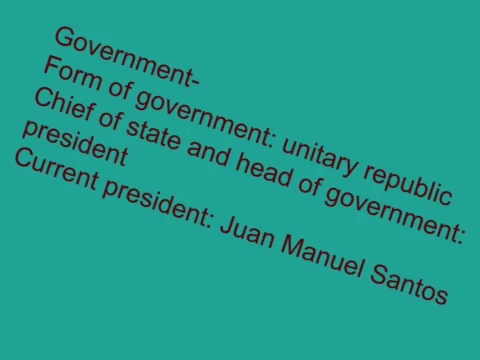 Government-
Form of government: unitary republic
Chief of state and head of government:
president
Current president: Juan Manuel Santos